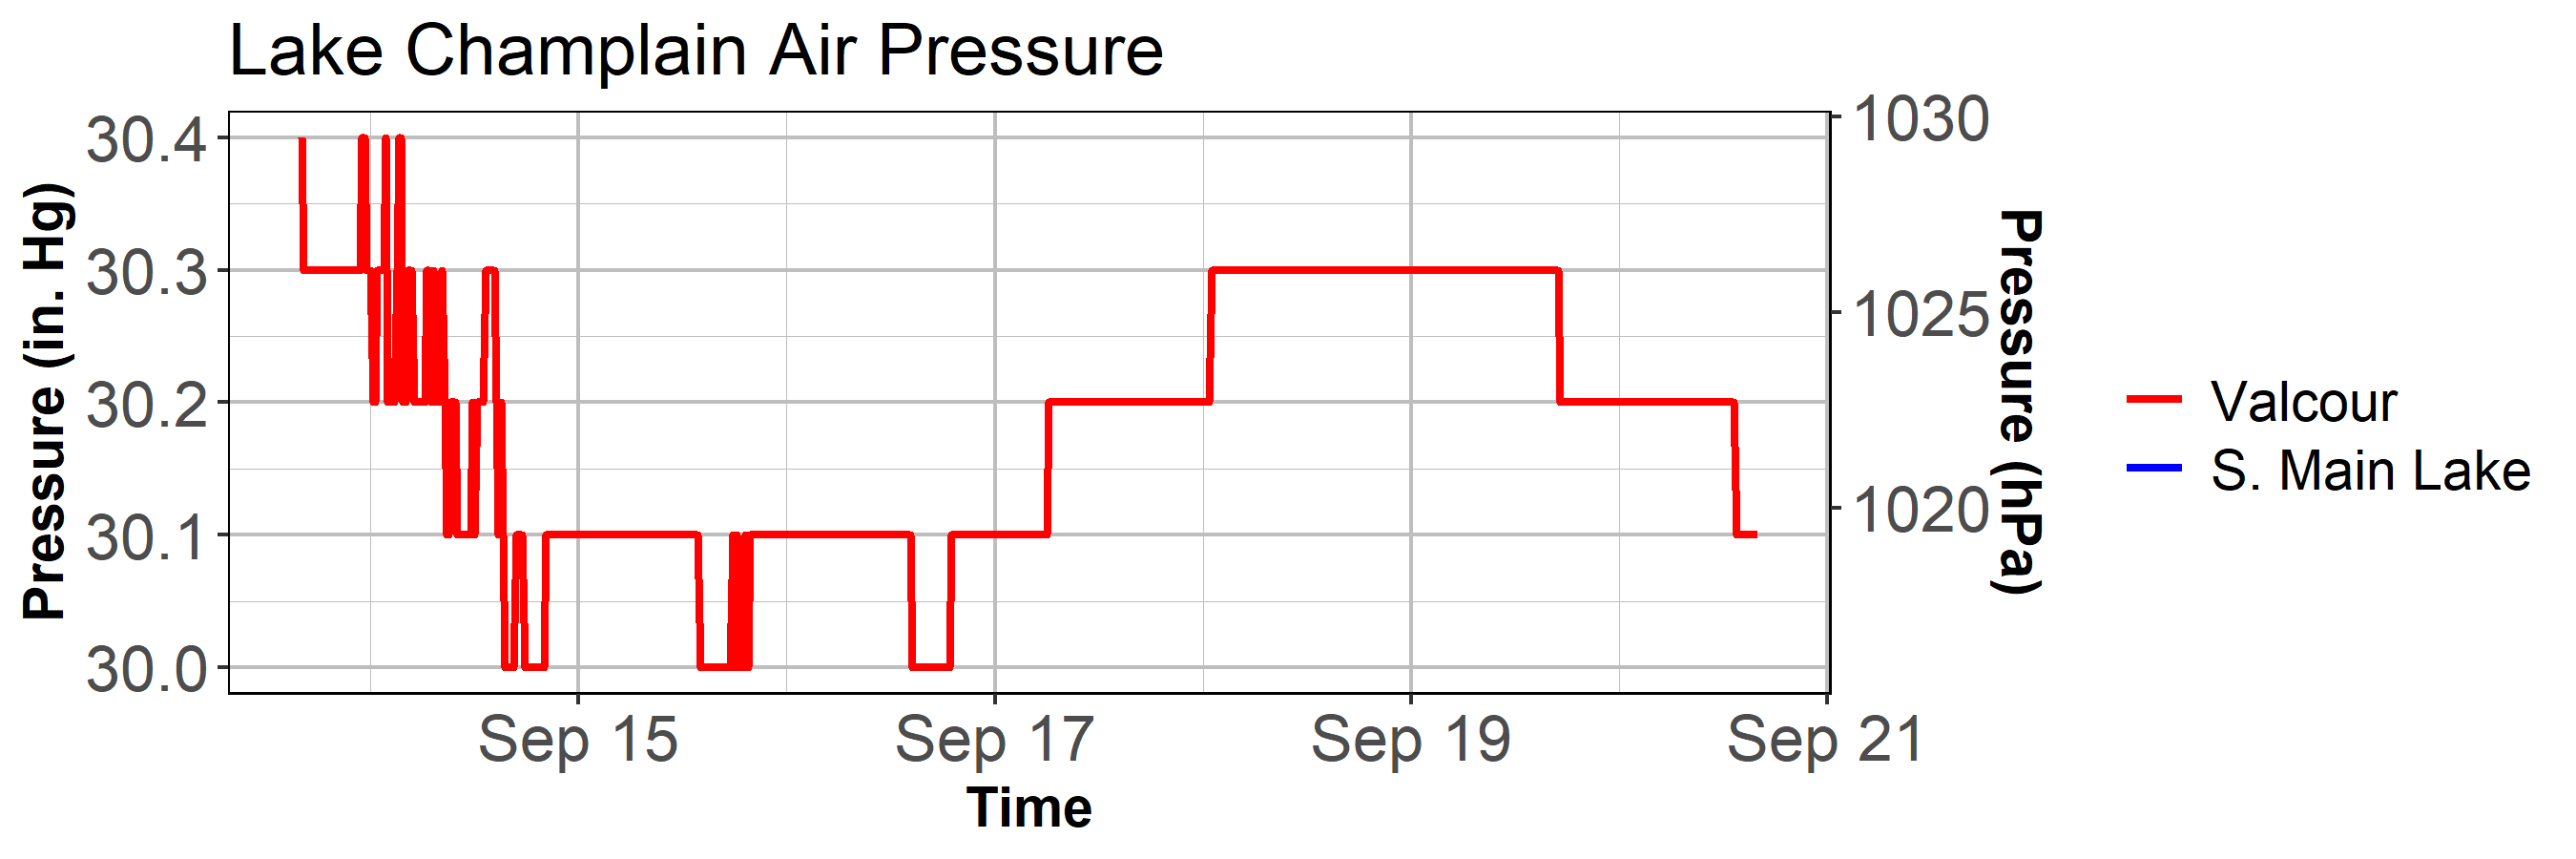 Lake Champlain Air Pressure
Pressure (in. Hg)
30.4
30.3
30.2
30.1
30.0
1030
1025
1020
Pressure (hPa)
Sep 15
Sep 17
Sep 19
Sep 21
Time
Valcour
S. Main Lake